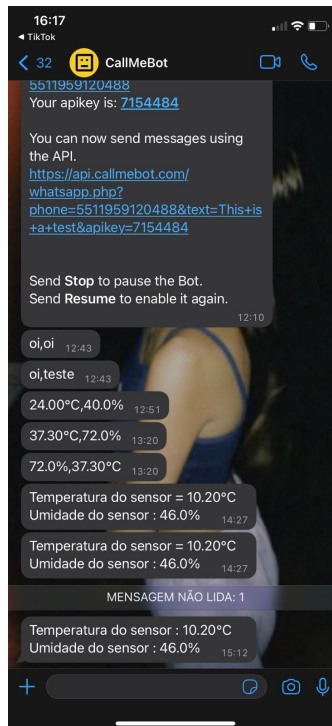 16:17
◀ TikTok
32
CallMeBot
5511959120488
Your apikey is: 7154484
You can now send messages using
the API.
https://api.callmebot.com/
whatsapp.php?
phone=5511959120488&text=This+is
+a+test&apikey=7154484
Send Stop to pause the Bot.
Send Resume to enable it again.
12:10
oi,oi 12:43
oi,teste 12:43
24.00°C,40.0% 12:51
37.30°C,72.0% 13:20
72.0%,37.30°C 13:20
Temperatura do sensor = 10.20°C
Umidade do sensor : 46.0% 14:27
Temperatura do sensor = 10.20°C
Umidade do sensor : 46.0% 14:27
MENSAGEM NÃO LIDA: 1
Temperatura do sensor : 10.20°C
Umidade do sensor : 46.0% 15:12